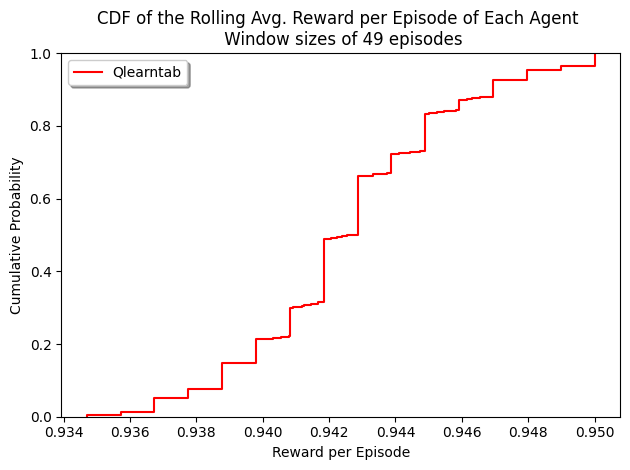 CDF of the Rolling Avg. Reward per Episode of Each Agent
Window sizes of 49 episodes
Qlearntab
1.0
0.8
0.6
0.4
0.2
0.0
Cumulative Probability
0.934 0.936 0.938 0.940 0.942 0.944 0.946 0.948 0.950
Reward per Episode